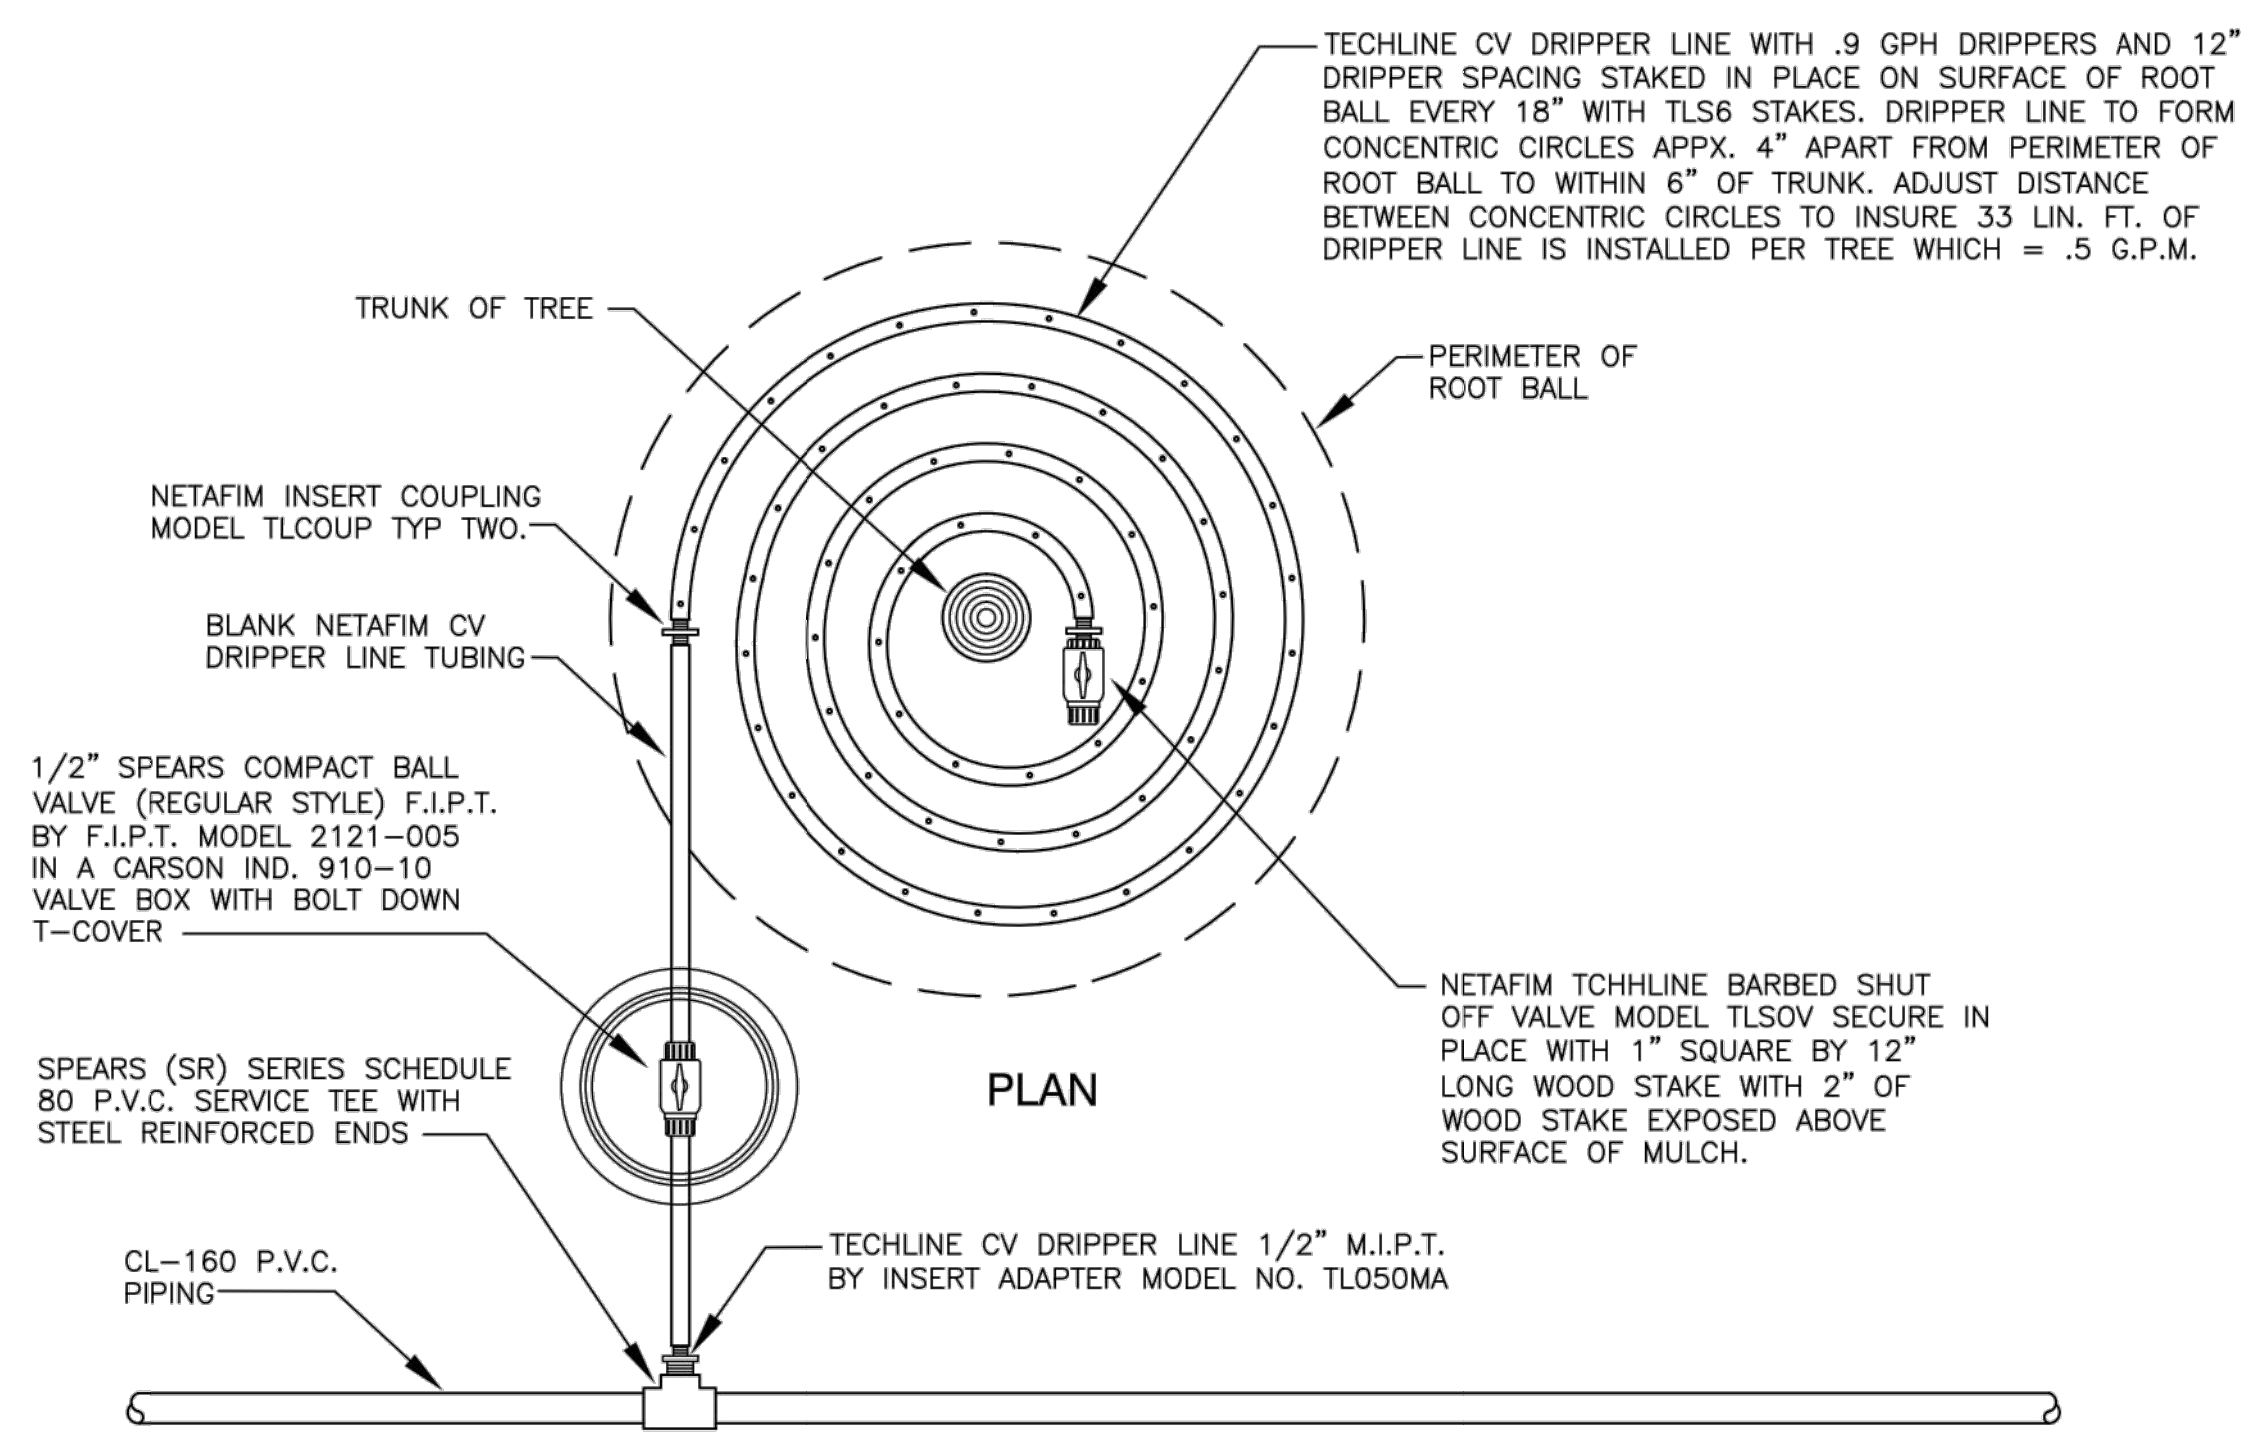 TECHLINE CV DRIPPER LINE WITH .9 GPH DRIPPERS AND 12”
DRIPPER SPACING STAKED IN PLACE ON SURFACE OF ROOT
BALL EVERY 18” WITH TLS6 STAKES. DRIPPER LINE TO FORM
CONCENTRIC CIRCLES APPX. 4” APART FROM PERIMETER OF
ROOT BALL TO WITHIN 6” OF TRUNK. ADJUST DISTANCE
BETWEEN CONCENTRIC CIRCLES TO INSURE 33 LIN. FT. OF
DRIPPER LINE IS INSTALLED PER TREE WHICH = .5 G.P.M.
TRUNK OF TREE
PERIMETER OF
ROOT BALL
NETAFIM INSERT COUPLING
MODEL TLCOUP TYP TWO.
BLANK NETAFIM CV
DRIPPER LINE TUBING
1/2” SPEARS COMPACT BALL
VALVE (REGULAR STYLE) F.I.P.T.
BY F.I.P.T. MODEL 2121-005
IN A CARSON IND. 910-10
VALVE BOX WITH BOLT DOWN
T-COVER
NETAFIM TCHHLINE BARBED SHUT
OFF VALVE MODEL TLSOV SECURE IN
PLACE WITH 1” SQUARE BY 12”
LONG WOOD STAKE WITH 2” OF
WOOD STAKE EXPOSED ABOVE
SURFACE OF MULCH.
PLAN
SPEARS (SR) SERIES SCHEDULE
80 P.V.C. SERVICE TEE WITH
STEEL REINFORCED ENDS
TECHLINE CV DRIPPER LINE 1/2” M.I.P.T.
BY INSERT ADAPTER MODEL NO. TL050MA
CL-160 P.V.C.
PIPING